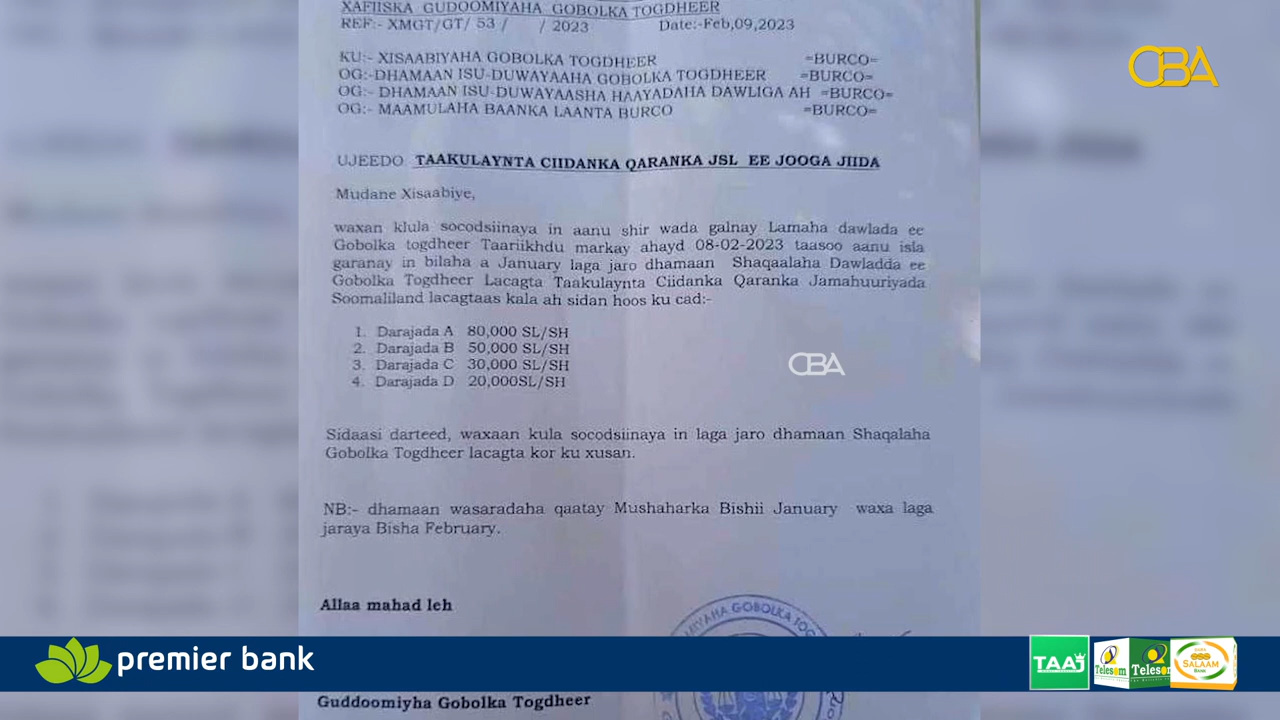 XAFIISKA GUDOOMIYAHA GOBOLKA TOGDHEER
REF:- XMGT/GT/ 53 / / 2023 Date:-Feb,09,2023
KU:- XISAABIYAHA GOBOLKA TOGDHEER =BURCO=
OG:-DHAMAAN ISU-DUWAYAAHA GOBOLKA TOGDHEER =BURCO=
OG:- DHAMAAN ISU-DUWAYAASHA HAAYADAHA DAWLIGA AH =BURCO=
OG:- MAAMULAHA BAANKA LAANTA BURCO =BURCO=
UJEEDO TAAKULAYNTA CIIDANKA QARANKA JSL EE JOOGA JIIDA
Mudane Xisaabiye,
waxan klula socodsiinaya in aanu shir wada galnay Lamaha dawlada ee
Gobolka togdheer Taariikhdu markay ahayd 08-02-2023 taasoo aanu isla
garanay in bilaha a January laga jaro dhamaan Shaqaalaha Dawladda ee
Gobolka Togdheer Lacagta Taakulaynta Ciidanka Qaranka Jamahuuriyada
Soomaliland lacagtaas kala ah sidan hoos ku cad:-
1. Darajada A 80,000 SL/SH
2. Darajada B 50,000 SL/SH
3. Darajada C 30,000 SL/SH
4. Darajada D 20,000SL/SH
Sidaasi darteed, waxaan kula socodsiinaya in laga jaro dhamaan Shaqalaha
Gobolka Togdheer lacagta kor ku xusan.
NB:- dhamaan wasaradaha qaatay Mushaharka Bishii January waxa laga
jaraya Bisha February.
Allaa mahad leh
Guddoomiyha Gobolka Togdheer
CBA
CBA
premier bank
TAAJ
Telesom
SALAAM
BANK